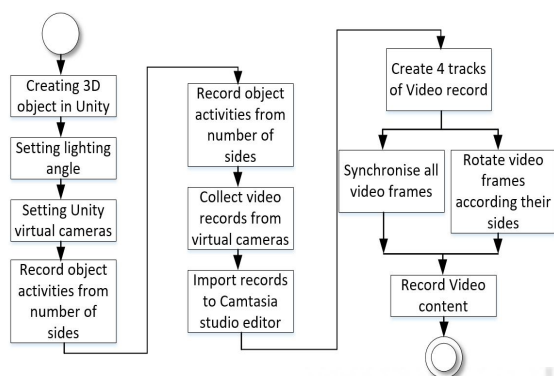 Creating 3D
object in Unity
Setting lighting
angle
Setting Unity
virtual cameras
Record object
activities from
number of
sides
Record object
activities from
number of
sides
Collect video
records from
virtual cameras
Import records
to Camtasia
studio editor
Create 4 tracks
of Video record
Synchronise all
video frames
Rotate video
frames
according their
sides
Record Video
content